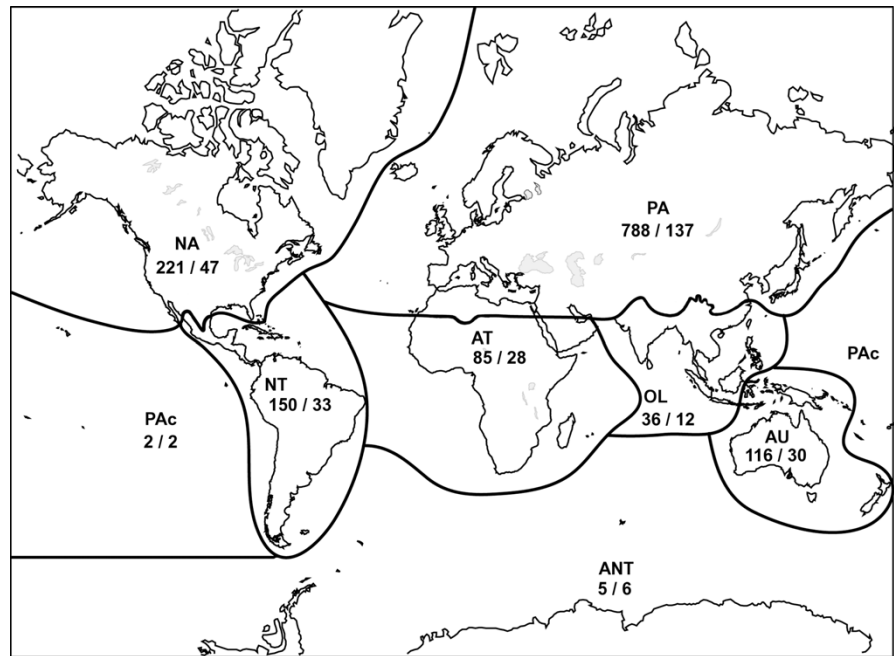 NA
221 / 47
PA
788 / 137
AT
85 / 28
PAc
NT
150 / 33
OL
36 / 12
PAc
2 / 2
AU
116 / 30
ANT
5 / 6